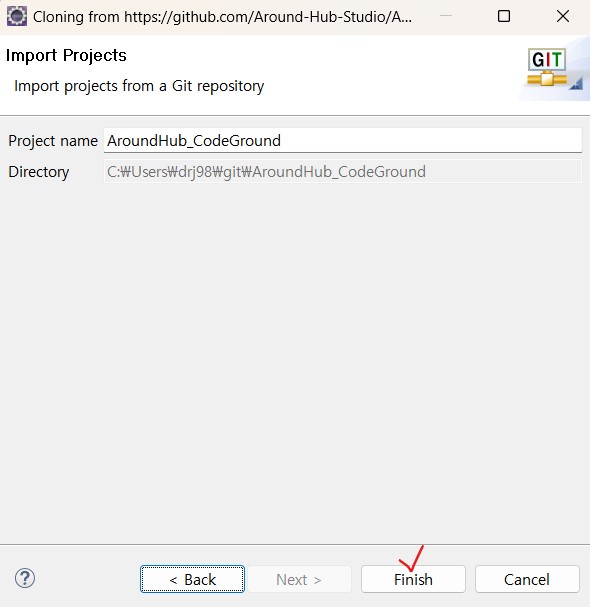 Cloning from https://github.com/Around-Hub-Studio/A...
Import Projects
Import projects from a Git repository
GIT
Project name AroundHub_CodeGround
Directory C:₩Users₩drj98₩git₩AroundHub_CodeGround
?
< Back Next > Finish Cancel